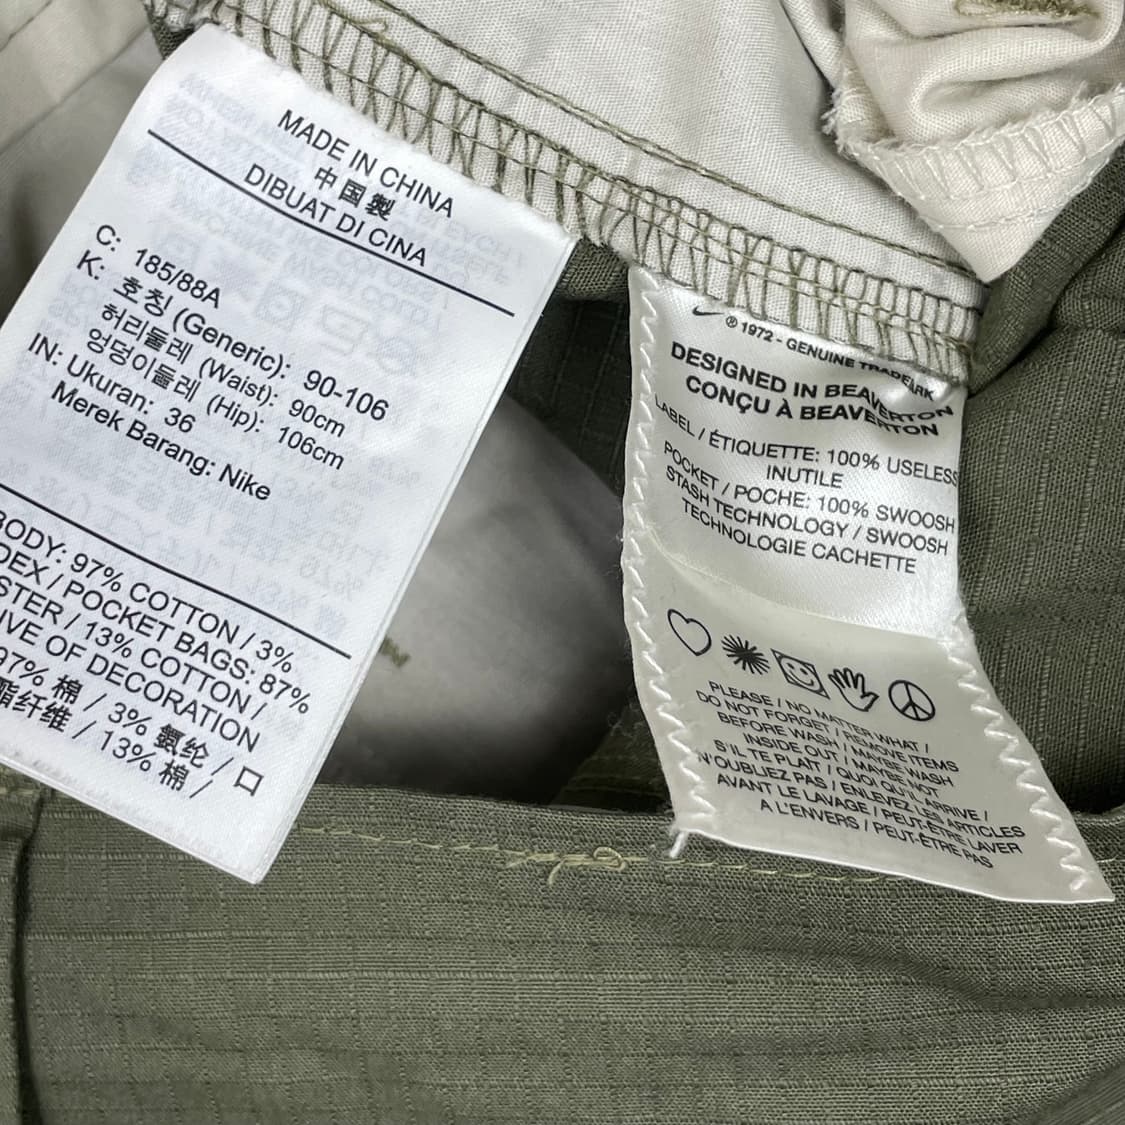 MADE IN CHINA
中国製
DIBUAT DI CINA
C: 185/88A
K: 호칭 (Generic): 90-106
허리둘레 (Waist): 90cm
엉덩이둘레 (Hip): 106cm
IN: Ukuran: 36
Merek Barang: Nike
BODY: 97% COTTON / 3%
DEX / POCKET BAGS: 87%
STER / 13% COTTON /
IVE OF DECORATION
97% 棉 / 3% 氨纶 / 口
酯纤维 / 13% 棉 /
® 1972 - GENUINE TRADEMARK
DESIGNED IN BEAVERTON
CONÇU À BEAVERTON
LABEL / ÉTIQUETTE: 100% USELESS
INUTILE
POCKET / POCHE: 100% SWOOSH
STASH TECHNOLOGY / SWOOSH
TECHNOLOGIE CACHETTE
PLEASE / NO MATTER WHAT /
DO NOT FORGET / REMOVE ITEMS
BEFORE WASH / MAYBE WASH
INSIDE OUT / MAYBE NOT
S'IL TE PLAIT / QUOI QU'IL ARRIVE /
N'OUBLIEZ PAS / ENLEVEZ LES ARTICLES
AVANT LE LAVAGE / PEUT-ÊTRE LAVER
A L'ENVERS / PEUT-ÊTRE PAS